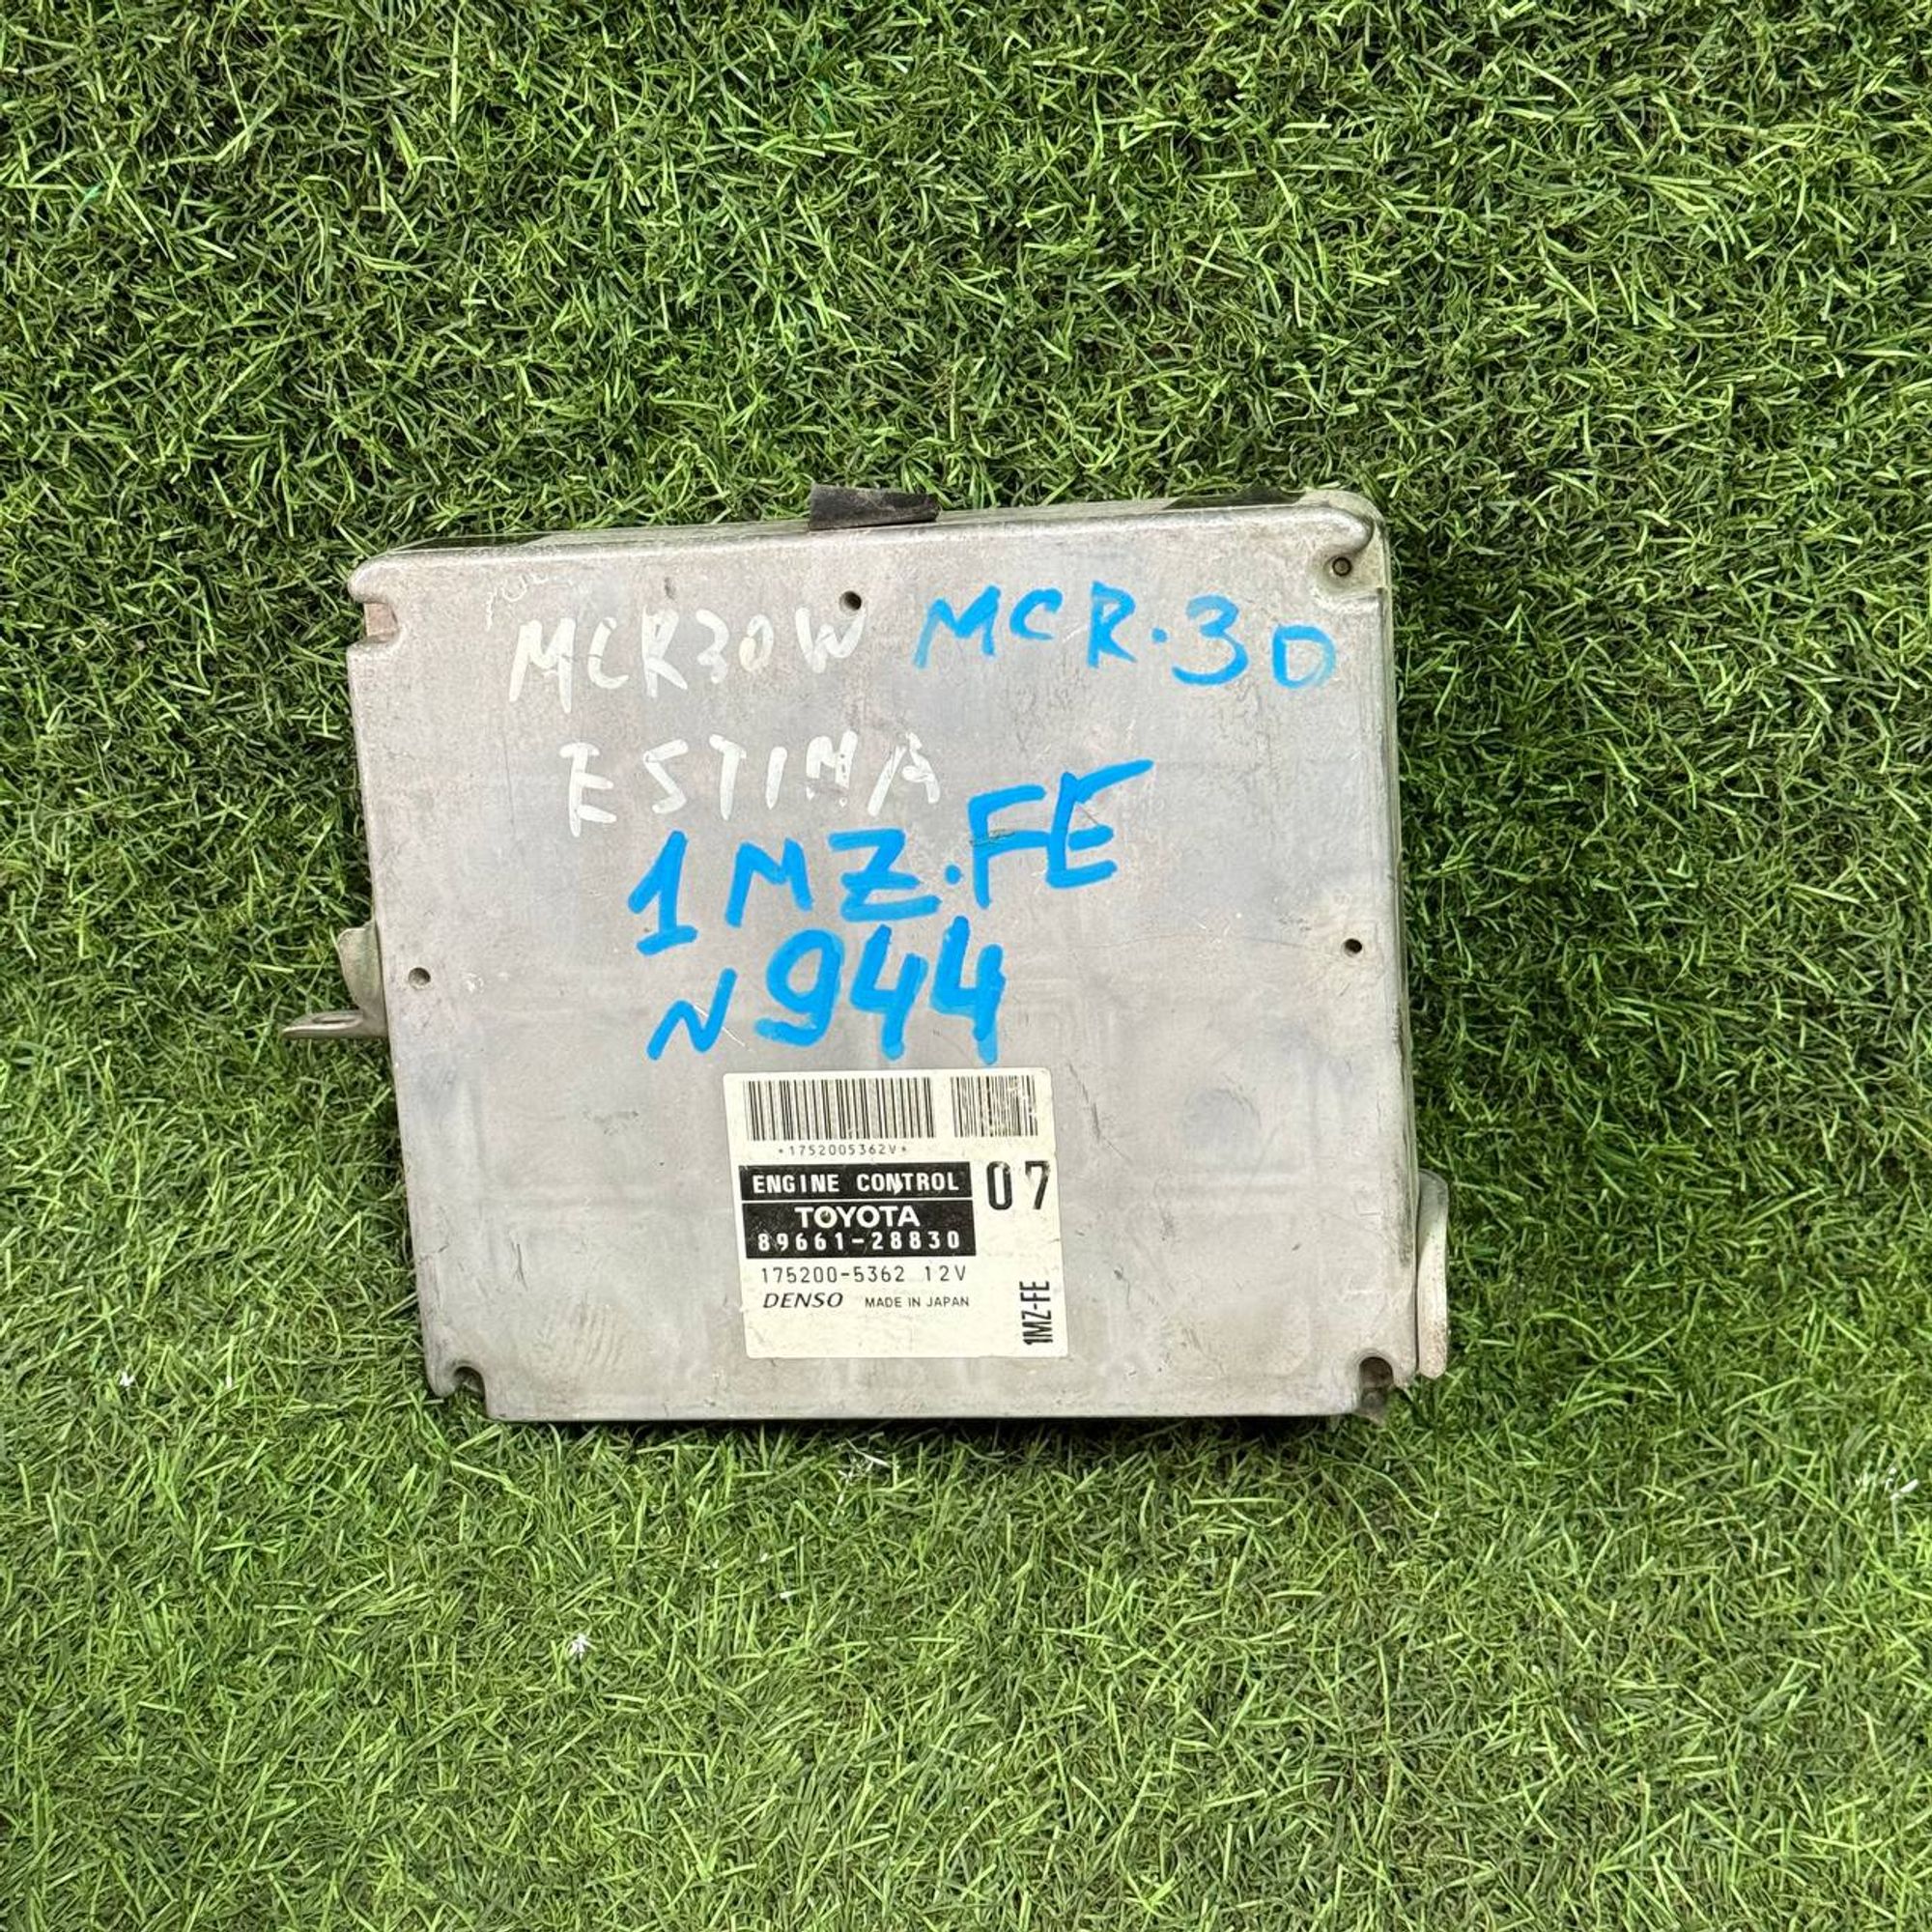 MCR30W MCR.30
ESTIMA
1MZ.FE
N944
*1752005362V*
ENGINE CONTROL 07
TOYOTA
89661-28830
175200-5362 12V
DENSO MADE IN JAPAN
1MZ-FE